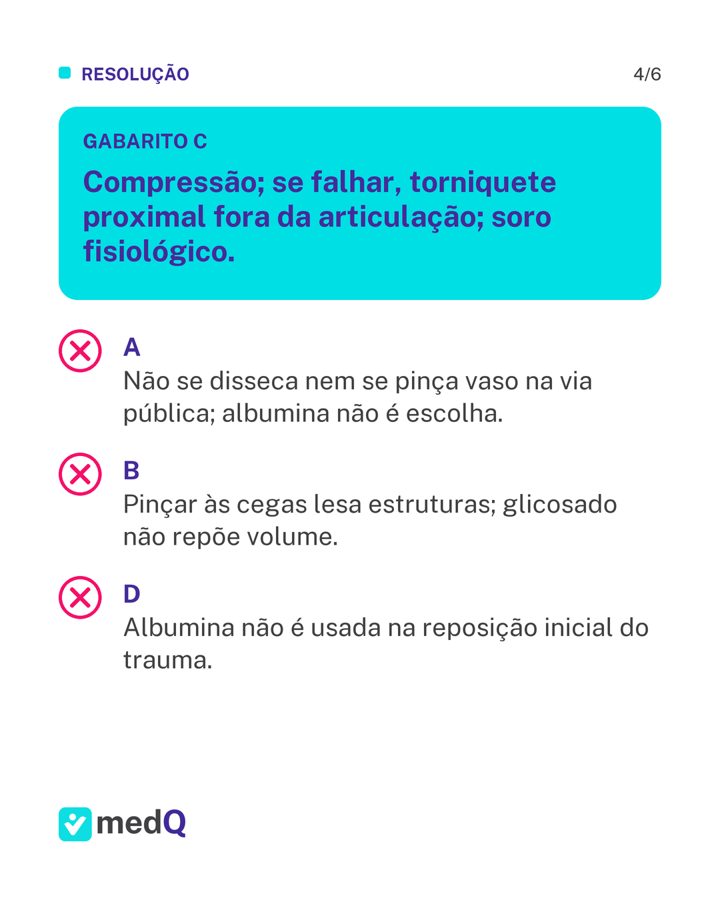 RESOLUÇÃO
4/6
GABARITO C
Compressão; se falhar, torniquete
proximal fora da articulação; soro
fisiológico.
A
Não se disseca nem se pinça vaso na via
pública; albumina não é escolha.
B
Pinçar às cegas lesa estruturas; glicosado
não repõe volume.
D
Albumina não é usada na reposição inicial do
trauma.
medQ